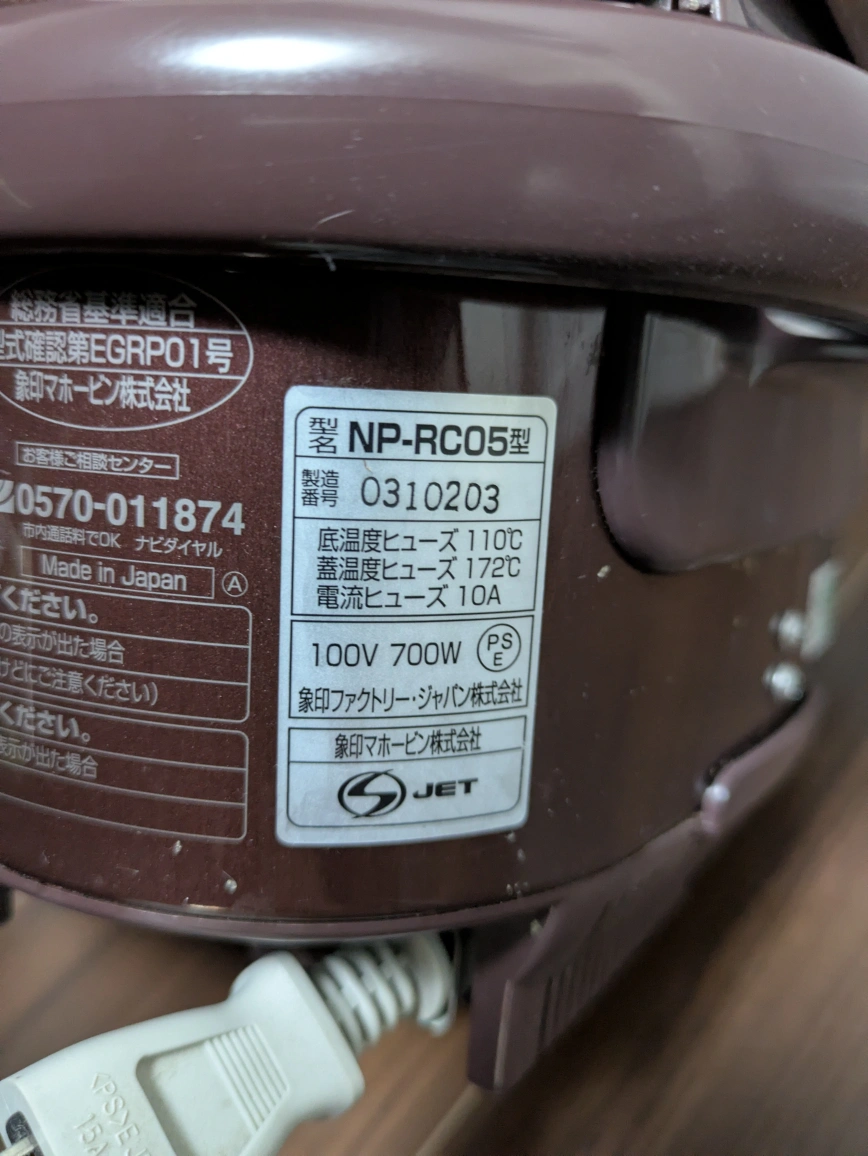 総務省基準適合
型式確認第EGRP01号
象印マホービン株式会社
お客様ご相談センター
0570-011874
市内通話料でOK ナビダイヤル
Made in Japan A
ください。
の表示が出た場合
けどにご注意ください)
ください。
表示が出た場合
型名 NP-RC05型
製造番号 0310203
底温度ヒューズ 110℃
蓋温度ヒューズ 172℃
電流ヒューズ 10A
100V 700W PSE
象印ファクトリー・ジャパン株式会社
象印マホービン株式会社
JET
<PS>E
15A